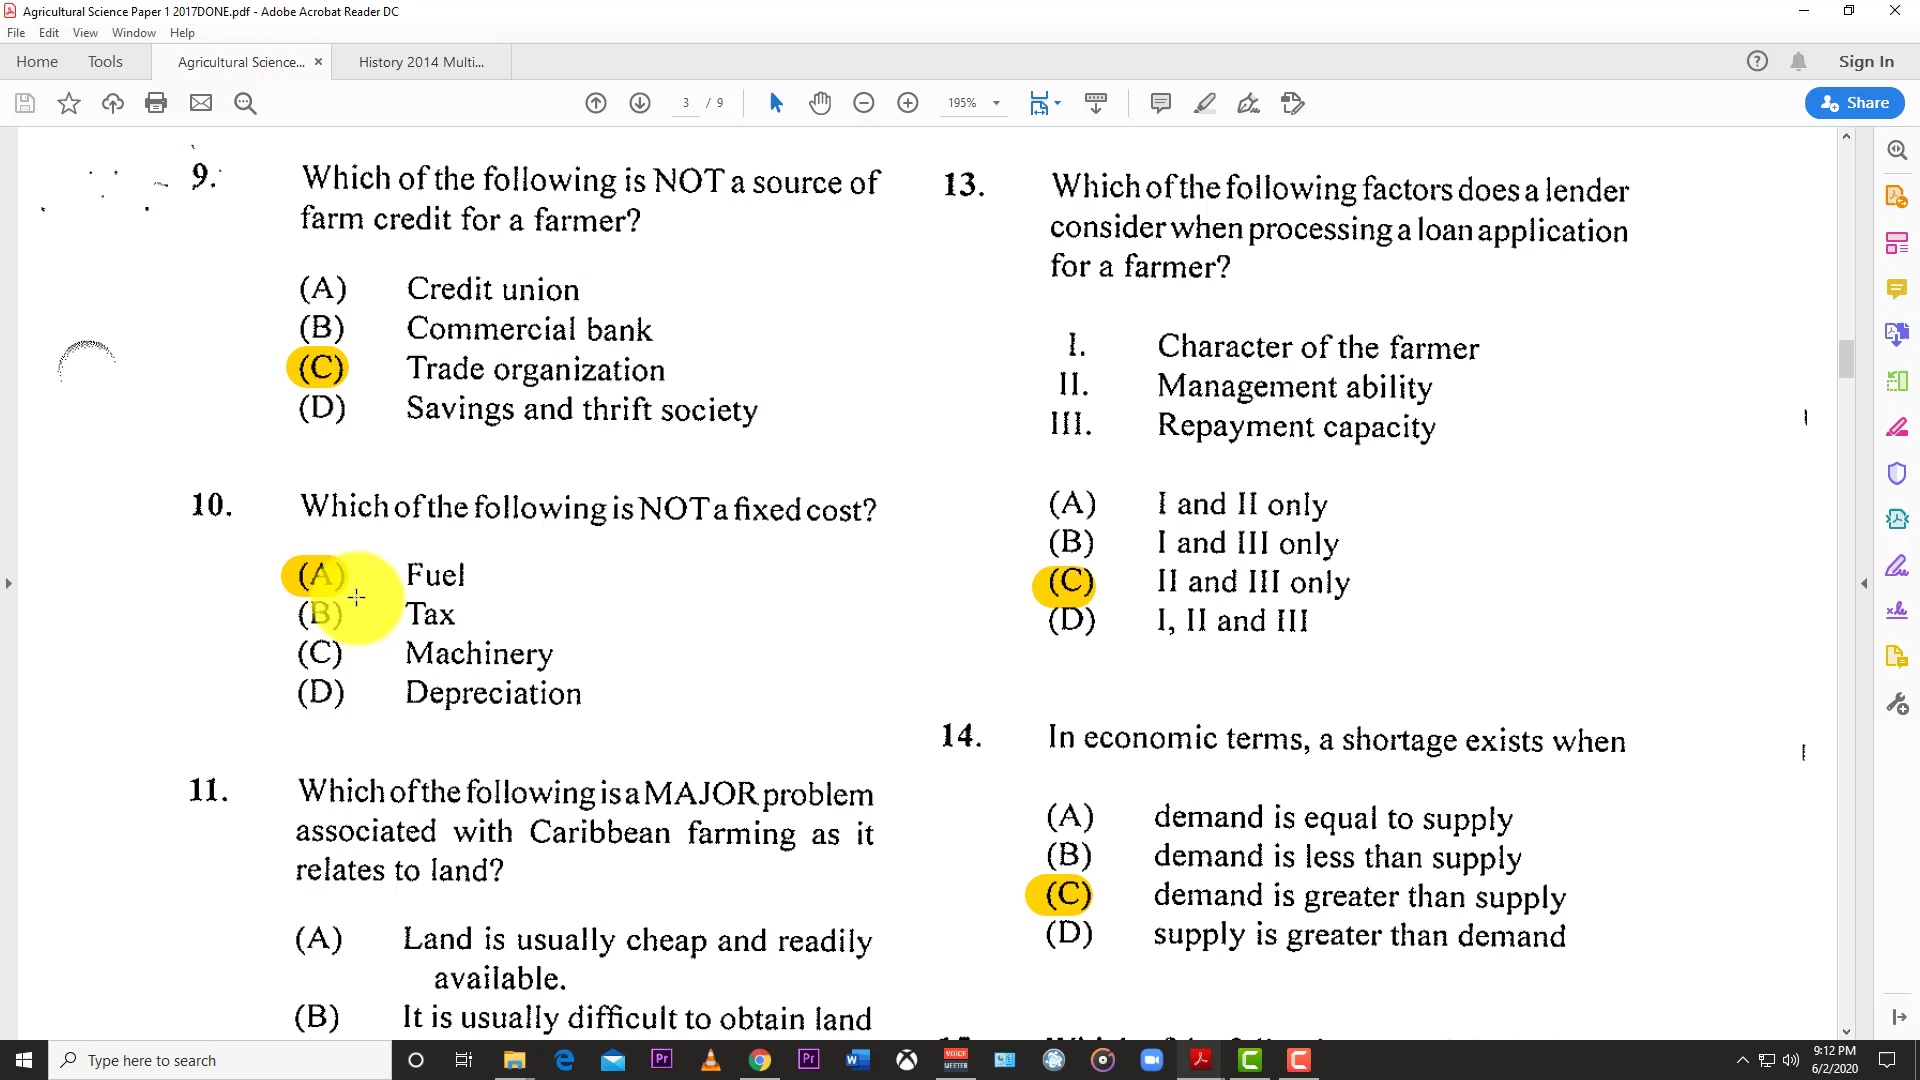 Agricultural Science Paper 1 2017DONE.pdf - Adobe Acrobat Reader DC
File Edit View Window Help
Home Tools Agricultural Science... × History 2014 Multi... Sign In
3 / 9 195% Share
9. Which of the following is NOT a source of
farm credit for a farmer?
(A) Credit union
(B) Commercial bank
(C) Trade organization
(D) Savings and thrift society
10. Which of the following is NOT a fixed cost?
(A) Fuel
(B) Tax
(C) Machinery
(D) Depreciation
11. Which of the following is a MAJOR problem
associated with Caribbean farming as it
relates to land?
(A) Land is usually cheap and readily
available.
(B) It is usually difficult to obtain land
13. Which of the following factors does a lender
consider when processing a loan application
for a farmer?
I. Character of the farmer
II. Management ability
III. Repayment capacity
(A) I and II only
(B) I and III only
(C) II and III only
(D) I, II and III
14. In economic terms, a shortage exists when
(A) demand is equal to supply
(B) demand is less than supply
(C) demand is greater than supply
(D) supply is greater than demand
Type here to search
Pr
Pr
VOICE
MEETER
9:12 PM
6/2/2020